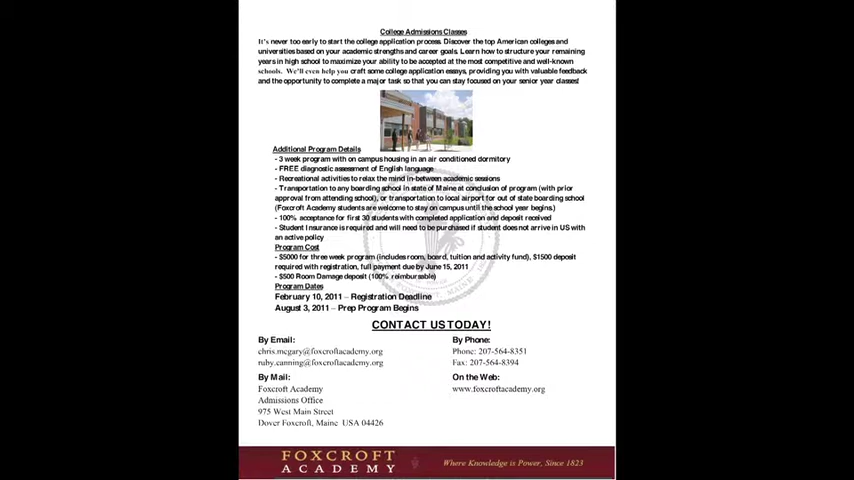 College Admissions Classes
It's never too early to start the college application process. Discover the top American colleges and
universities based on your academic strengths and career goals. Learn how to structure your remaining
years in high school to maximize your ability to be accepted at the most competitive and well-known
schools. We'll even help you craft some college application essays, providing you with valuable feedback
and the opportunity to complete a major task so that you can stay focused on your senior year classes!
Additional Program Details
- 3 week program with on campus housing in an air conditioned dormitory
- FREE diagnostic assessment of English language
- Recreational activities to relax the mind in-between academic sessions
- Transportation to any boarding school in state of Maine at conclusion of program (with prior
approval from attending school), or transportation to local airport for out of state boarding school
(Foxcroft Academy students are welcome to stay on campus until the school year begins.)
- 100% acceptance for first 30 students with completed application and deposit received
- Student Insurance is required and will need to be purchased if student does not arrive in US with
an active policy
Program Cost
- $5000 for three week program (includes room, board, tuition and activity fund), $1500 deposit
required with registration, full payment due by June 15, 2011
- $500 Room Damage deposit (100% reimbursable)
Program Dates
February 10, 2011 – Registration Deadline
August 3, 2011 – Prep Program Begins
CONTACT US TODAY!
By Email:
chris.mcgary@foxcroftacademy.org
ruby.canning@foxcroftacademy.org
By Phone:
Phone: 207-564-8351
Fax: 207-564-8394
By Mail:
Foxcroft Academy
Admissions Office
975 West Main Street
Dover Foxcroft, Maine USA 04426
On the Web:
www.foxcroftacademy.org
FOXCROFT
ACADEMY
Where Knowledge is Power, Since 1823